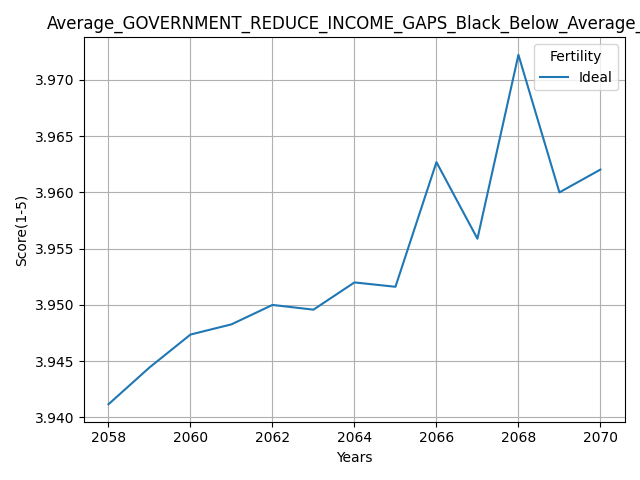 Average_GOVERNMENT_REDUCE_INCOME_GAPS_Black_Below_Average_
Fertility
Ideal
3.970
3.965
3.960
3.955
3.950
3.945
3.940
Score(1-5)
2058 2060 2062 2064 2066 2068 2070
Years